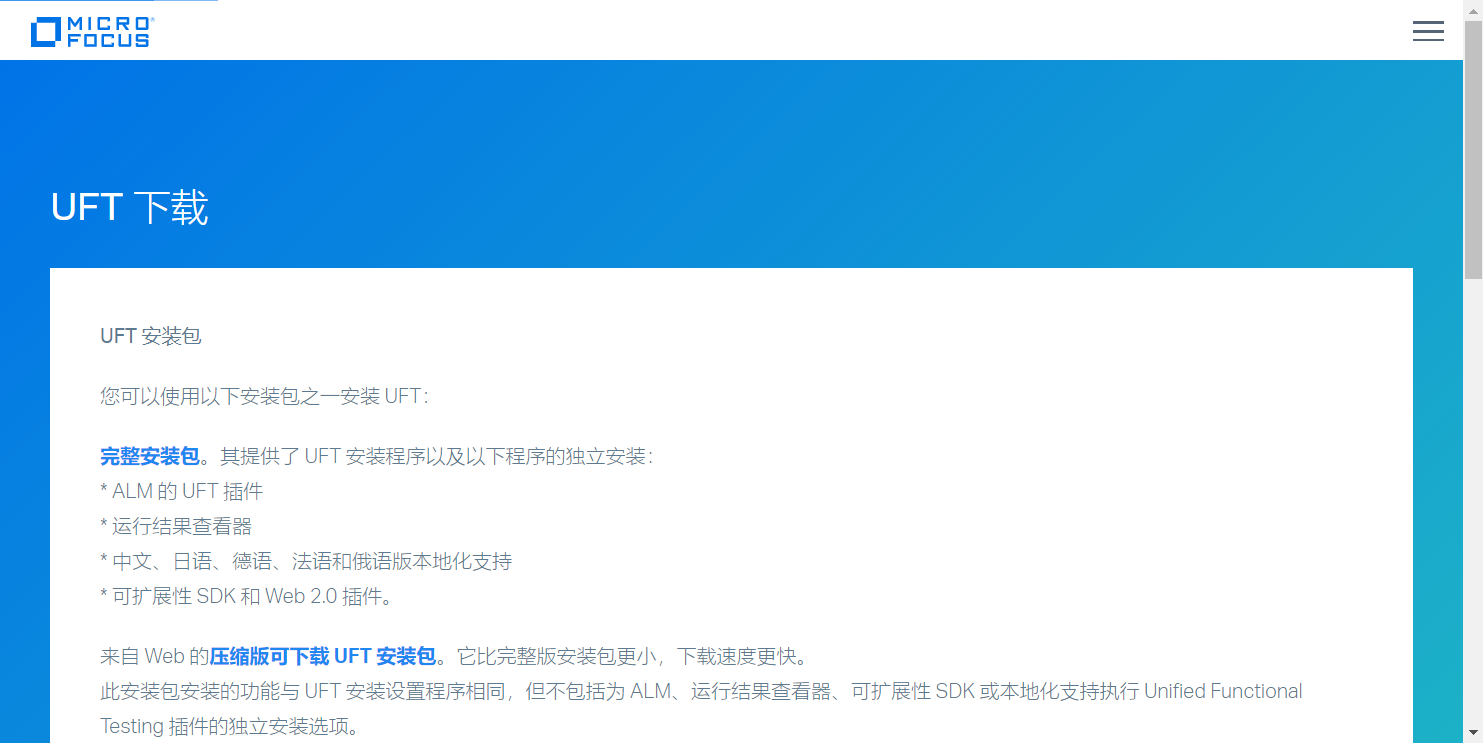 MICRO
FOCUS
UFT 下载
UFT 安装包
您可以使用以下安装包之一安装 UFT：
完整安装包。其提供了 UFT 安装程序以及以下程序的独立安装：
* ALM 的 UFT 插件
* 运行结果查看器
* 中文、日语、德语、法语和俄语版本地化支持
* 可扩展性 SDK 和 Web 2.0 插件。
来自 Web 的压缩版可下载 UFT 安装包。它比完整版安装包更小，下载速度更快。
此安装包安装的功能与 UFT 安装设置程序相同，但不包括为 ALM、运行结果查看器、可扩展性 SDK 或本地化支持执行 Unified Functional
Testing 插件的独立安装选项。